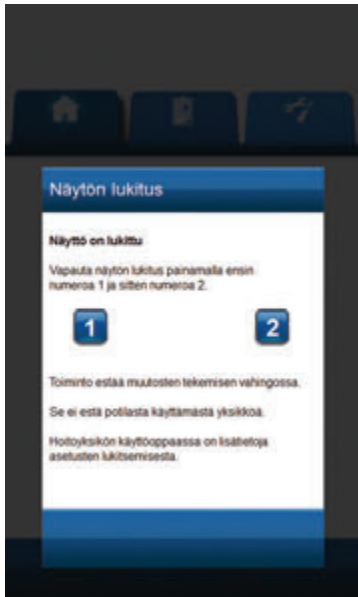 Näytön lukitus
Näyttö on lukittu
Vapauta näytön lukitus painamalla ensin
numeroa 1 ja sitten numeroa 2.
1 2
Toiminto estää muutosten tekemisen vahingossa.
Se ei estä potilasta käyttämästä yksikköä.
Hoitoyksikön käyttöoppaassa on lisätietoja
asetusten lukitsemisesta.